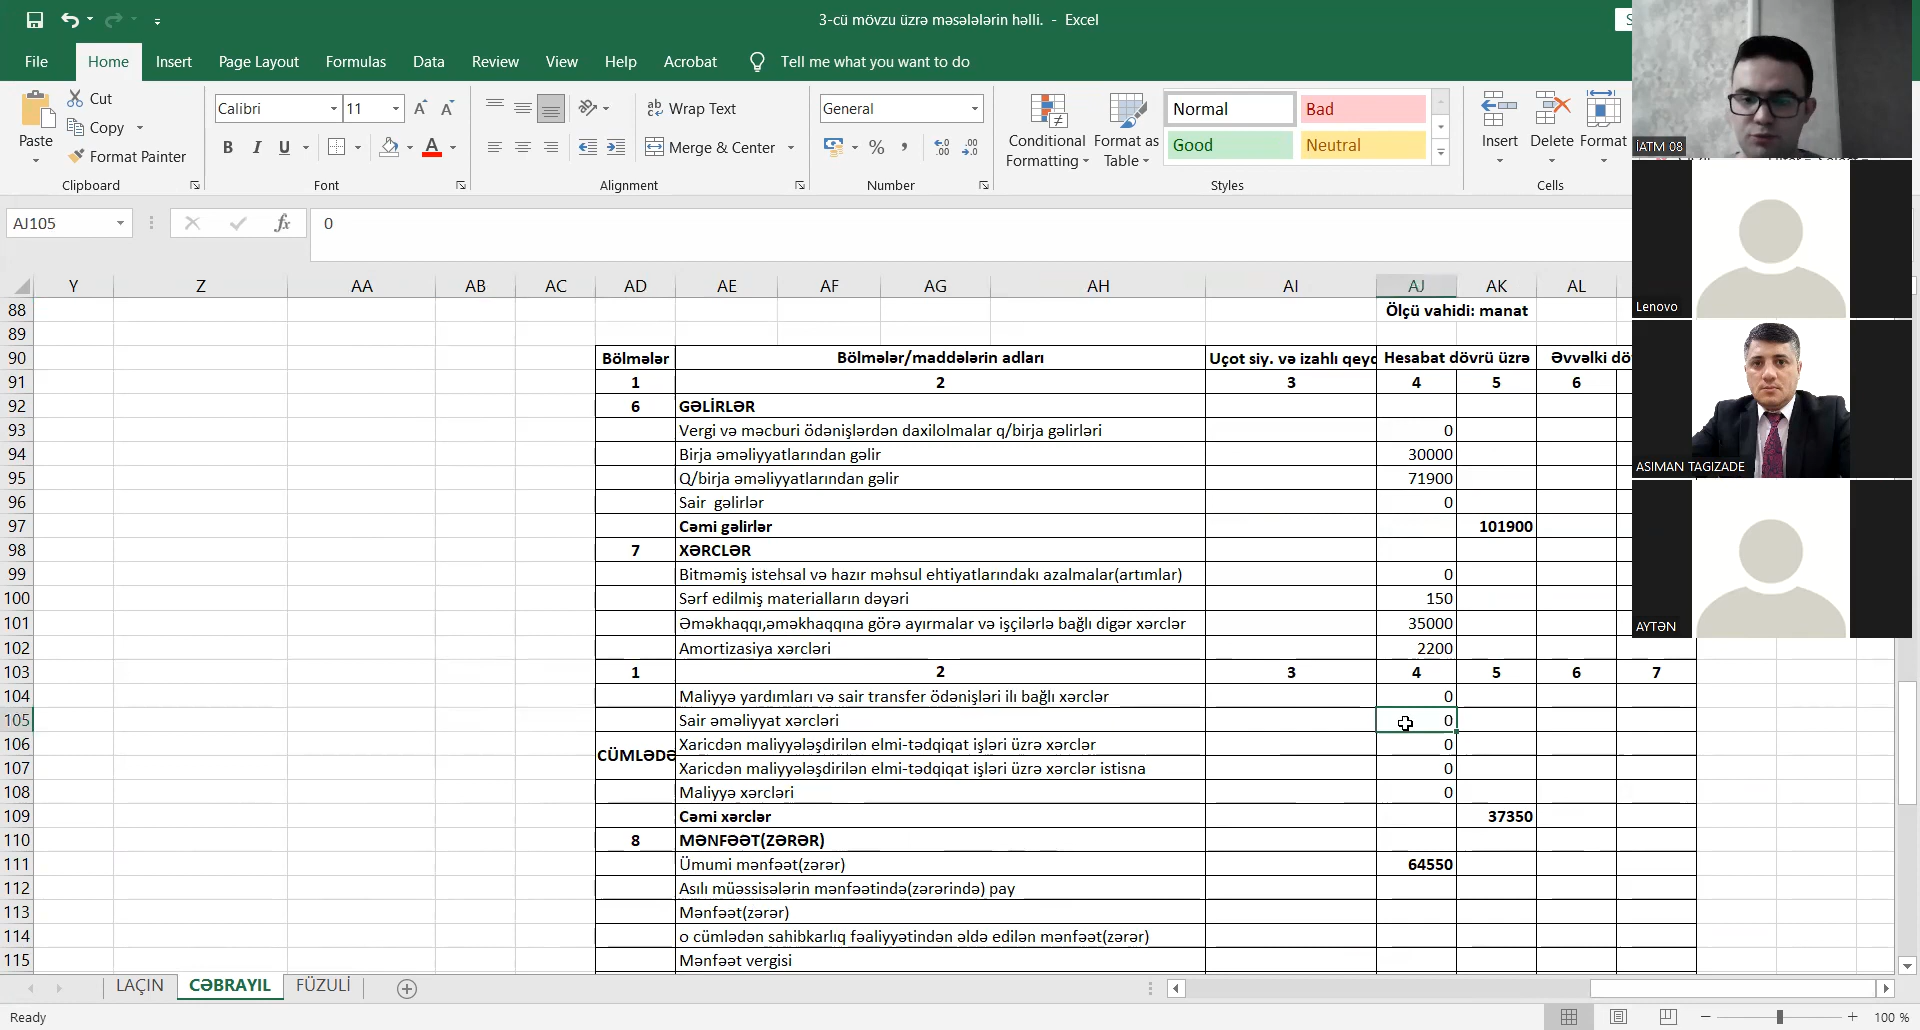 3-cü mövzu üzrə məsələlərin həlli. - Excel
S
File Home Insert Page Layout Formulas Data Review View Help Acrobat Tell me what you want to do
Paste
Cut
Copy
Format Painter
Clipboard
Calibri 11
B I U
Font
Wrap Text
Merge & Center
Alignment
General
Number
Conditional Formatting
Format as Table
Normal Bad
Good Neutral
Styles
Insert Delete Format
Cells
İATM 08
Lenovo
ASIMAN TAGIZADE
AYTƏN
AJ105 fx 0
Y Z AA AB AC AD AE AF AG AH AI AJ AK AL
88 Ölçü vahidi: manat
89
90 Bölmələr Bölmələr/maddələrin adları Uçot siy. və izahlı qeyd Hesabat dövrü üzrə Əvvəlki dö
91 1 2 3 4 5 6
92 6 GƏLİRLƏR
93 Vergi və məcburi ödənişlərdən daxilolmalar q/birja gəlirləri 0
94 Birja əməliyyatlarından gəlir 30000
95 Q/birja əməliyyatlarından gəlir 71900
96 Sair gəlirlər 0
97 Cəmi gəlirlər 101900
98 7 XƏRCLƏR
99 Bitməmiş istehsal və hazır məhsul ehtiyatlarındakı azalmalar(artımlar) 0
100 Sərf edilmiş materialların dəyəri 150
101 Əməkhaqqı,əməkhaqqına görə ayırmalar və işçilərlə bağlı digər xərclər 35000
102 Amortizasiya xərcləri 2200
103 1 2 3 4 5 6 7
104 Maliyyə yardımları və sair transfer ödənişləri ilı bağlı xərclər 0
105 Sair əməliyyat xərcləri 0
106 CÜMLƏDƏ Xaricdən maliyyələşdirilən elmi-tədqiqat işləri üzrə xərclər 0
107 Xaricdən maliyyələşdirilən elmi-tədqiqat işləri üzrə xərclər istisna 0
108 Maliyyə xərcləri 0
109 Cəmi xərclər 37350
110 8 MƏNFƏƏT(ZƏRƏR)
111 Ümumi mənfəət(zərər) 64550
112 Asılı müəssisələrin mənfəətində(zərərində) pay
113 Mənfəət(zərər)
114 o cümlədən sahibkarlıq fəaliyyətindən əldə edilən mənfəət(zərər)
115 Mənfəət vergisi
LAÇIN CƏBRAYIL FÜZULİ
Ready 100 %